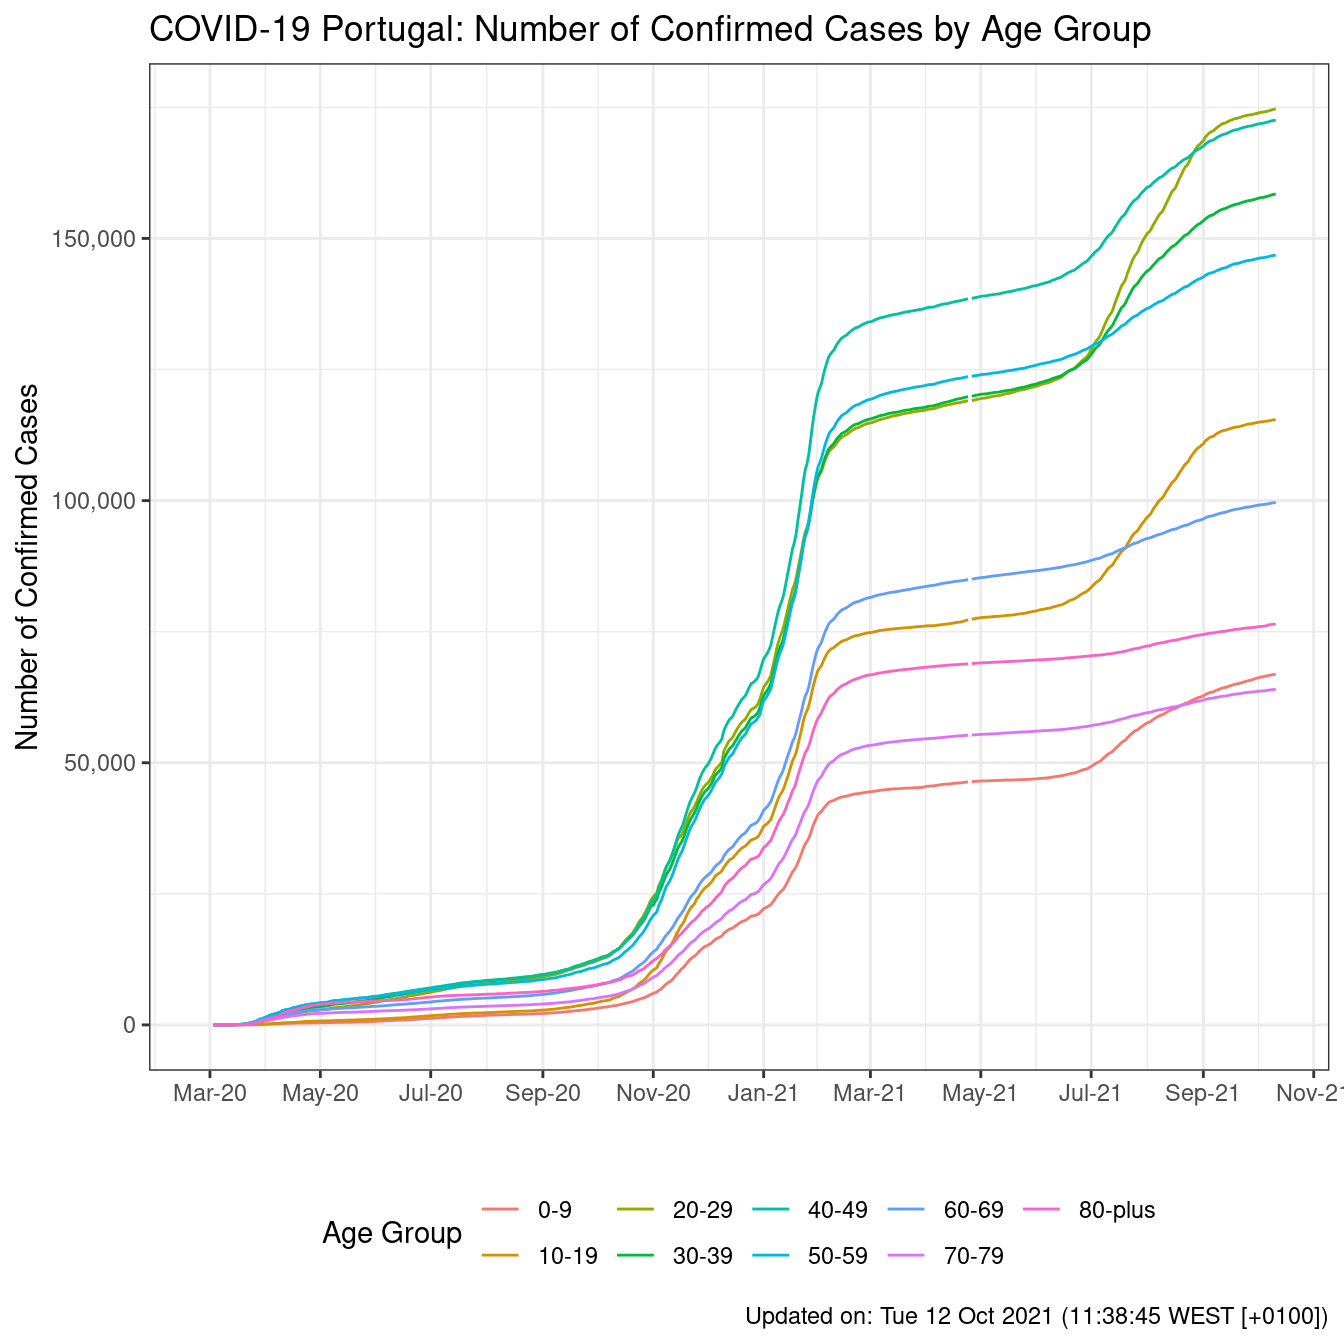 COVID-19 Portugal: Number of Confirmed Cases by Age Group
Number of Confirmed Cases
150,000
100,000
50,000
0
Mar-20 May-20 Jul-20 Sep-20 Nov-20 Jan-21 Mar-21 May-21 Jul-21 Sep-21 Nov-21
Age Group
0-9 20-29 40-49 60-69 80-plus
10-19 30-39 50-59 70-79
Updated on: Tue 12 Oct 2021 (11:38:45 WEST [+0100])